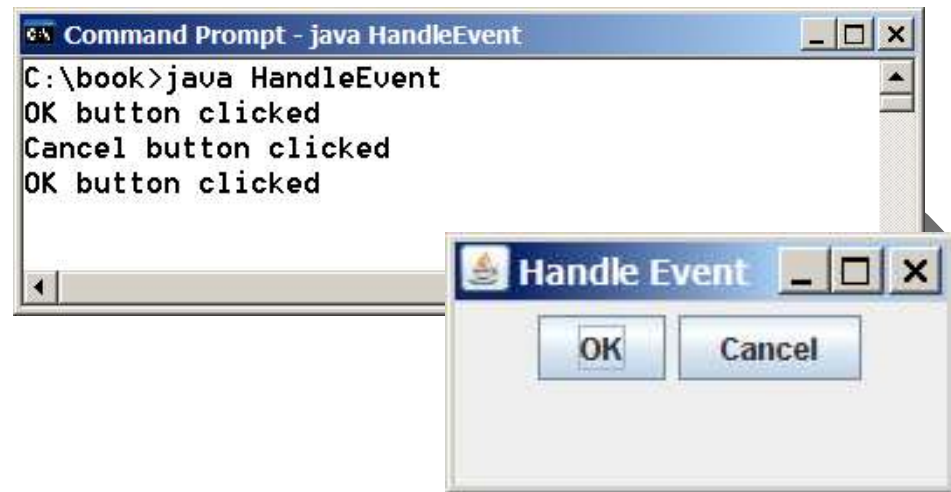 Command Prompt - java HandleEvent
C:\book>java HandleEvent
OK button clicked
Cancel button clicked
OK button clicked
Handle Event
OK Cancel